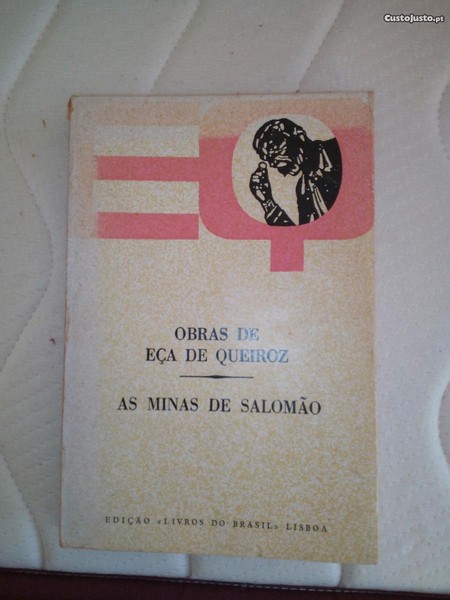 CustoJusto.pt
EQ
OBRAS DE
EÇA DE QUEIROZ
AS MINAS DE SALOMÃO
EDIÇÃO «LIVROS DO BRASIL» LISBOA